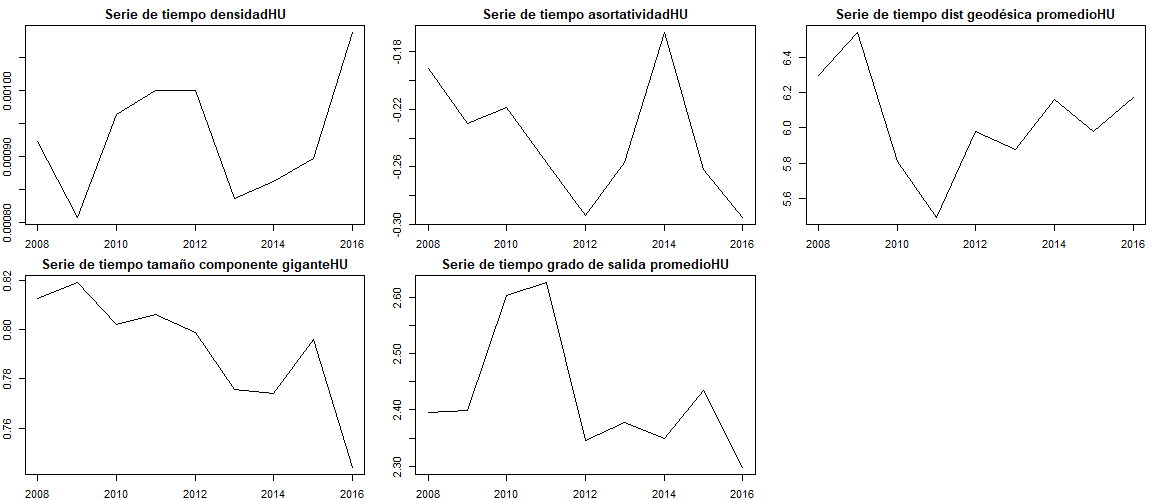 Serie de tiempo densidadHU
0.00080 0.00090 0.00100
2008 2010 2012 2014 2016
Serie de tiempo asortatividadHU
-0.30 -0.26 -0.22 -0.18
2008 2010 2012 2014 2016
Serie de tiempo dist geodésica promedioHU
5.6 5.8 6.0 6.2 6.4
2008 2010 2012 2014 2016
Serie de tiempo tamaño componente giganteHU
0.76 0.78 0.80 0.82
2008 2010 2012 2014 2016
Serie de tiempo grado de salida promedioHU
2.30 2.40 2.50 2.60
2008 2010 2012 2014 2016